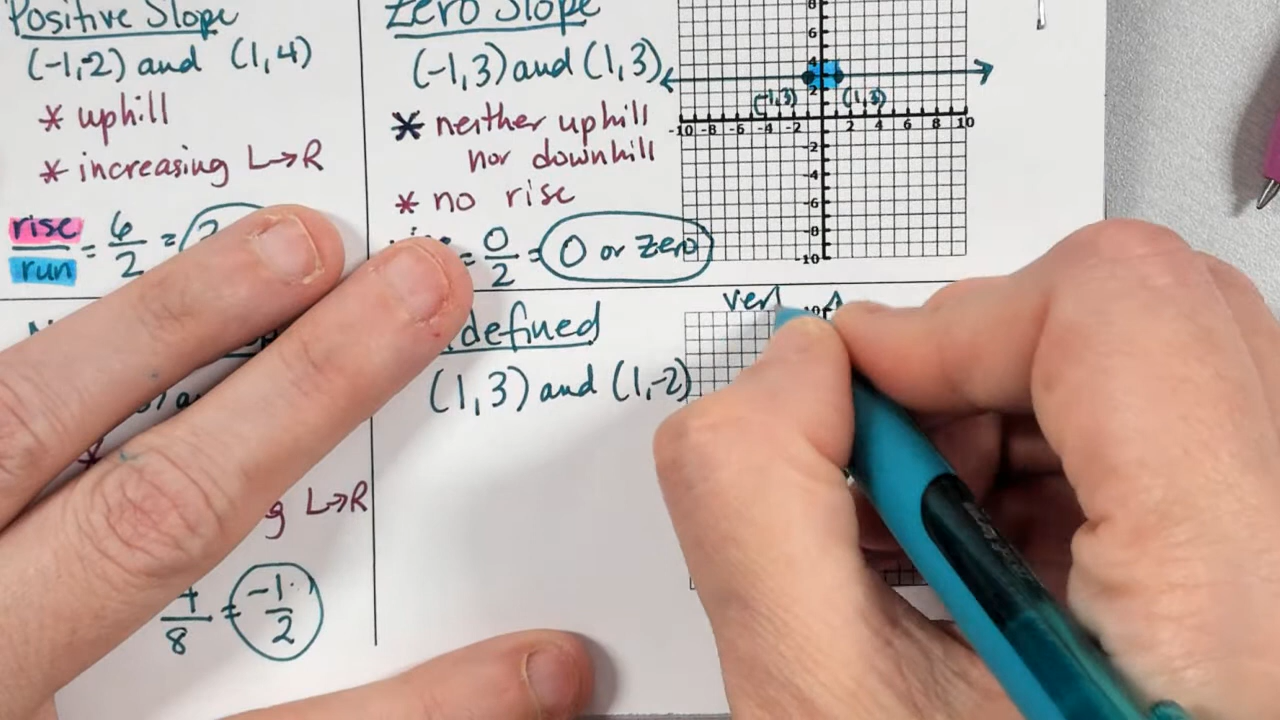 Positive Slope
(-1,2) and (1,4)
* uphill
* increasing L→R
rise
run
= 6/2 =
Zero Slope
(-1,3) and (1,3)
* neither uphill
nor downhill
* no rise
= 0/2 = 0 or zero
8
6
4
2
(-1,3) (1,3)
-10 -8 -6 -4 -2 2 4 6 8 10
-2
-4
-6
-8
-10
L→R
8 = -1/2
defined
(1,3) and (1,-2)
vert
10